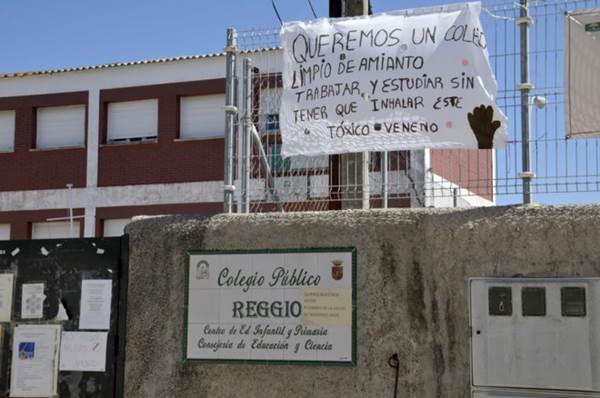 QUEREMOS UN COLE
LIMPIO DE AMIANTO
TRABAJAR, Y ESTUDIAR SIN
TENER QUE INHALAR ESTE
TÓXICO VENENO
Colegio Público
REGGIO
Centro de Ed Infantil y Primaria
Consejería de Educación y Ciencia